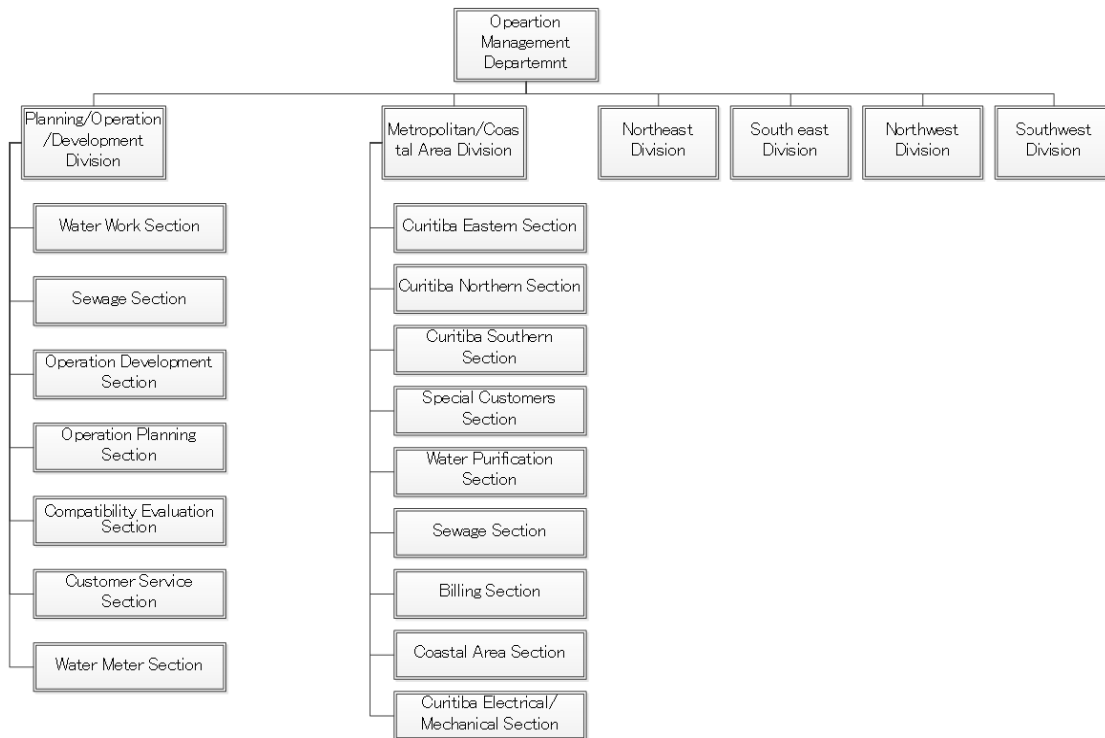 Opeartion
Management
Departemnt
Planning/Operation
/Development
Division
Metropolitan/Coas
tal Area Division
Northeast
Division
South east
Division
Northwest
Division
Southwest
Division
Water Work Section
Sewage Section
Operation Development
Section
Operation Planning
Section
Compatibility Evaluation
Section
Customer Service
Section
Water Meter Section
Curitiba Eastern Section
Curitiba Northern Section
Curitiba Southern
Section
Special Customers
Section
Water Purification
Section
Sewage Section
Billing Section
Coastal Area Section
Curitiba Electrical/
Mechanical Section